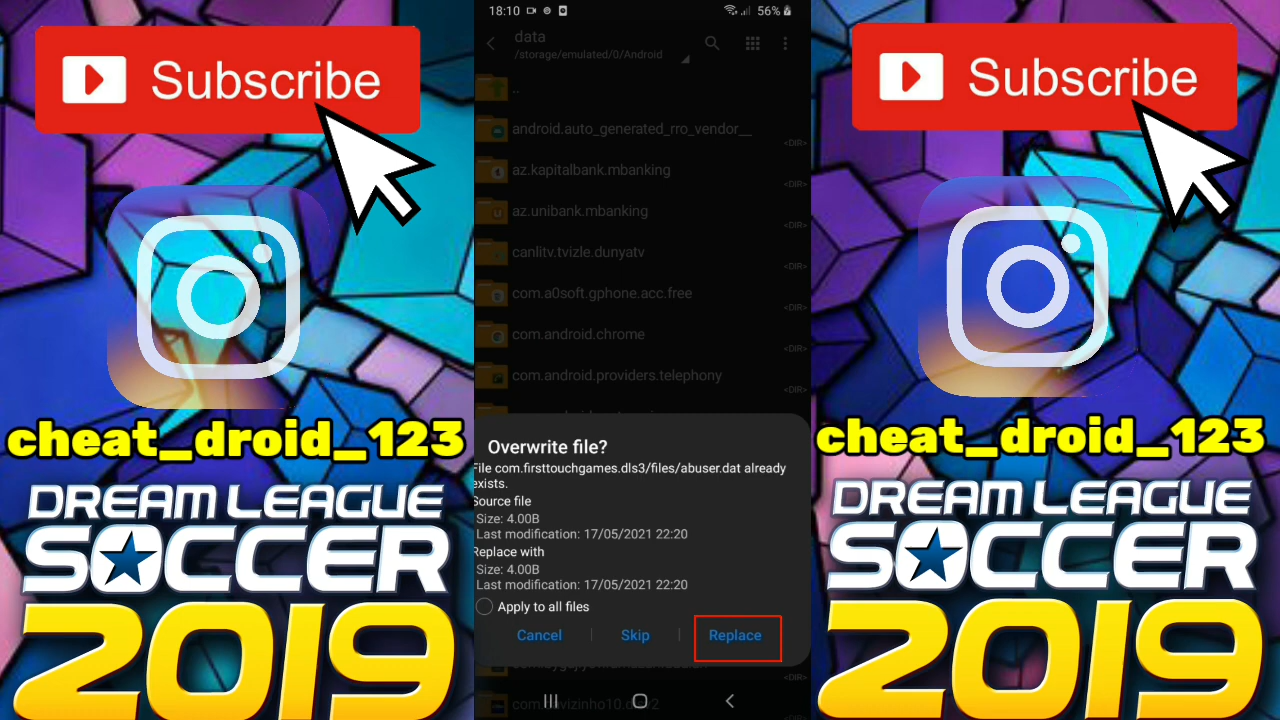 Subscribe
cheat_droid_123
DREAM LEAGUE
SOCCER
2019
18:10
56%
data
/storage/emulated/0/Android
..
android.auto_generated_rro_vendor__
<DIR>
az.kapitalbank.mbanking
<DIR>
az.unibank.mbanking
<DIR>
canlitv.tvizle.dunyatv
<DIR>
com.a0soft.gphone.acc.free
<DIR>
com.android.chrome
<DIR>
com.android.providers.telephony
<DIR>
Overwrite file?
File com.firsttouchgames.dls3/files/abuser.dat already
exists.
Source file
Size: 4.00B
Last modification: 17/05/2021 22:20
Replace with
Size: 4.00B
Last modification: 17/05/2021 22:20
Apply to all files
Cancel
Skip
Replace
<DIR>
Subscribe
cheat_droid_123
DREAM LEAGUE
SOCCER
2019